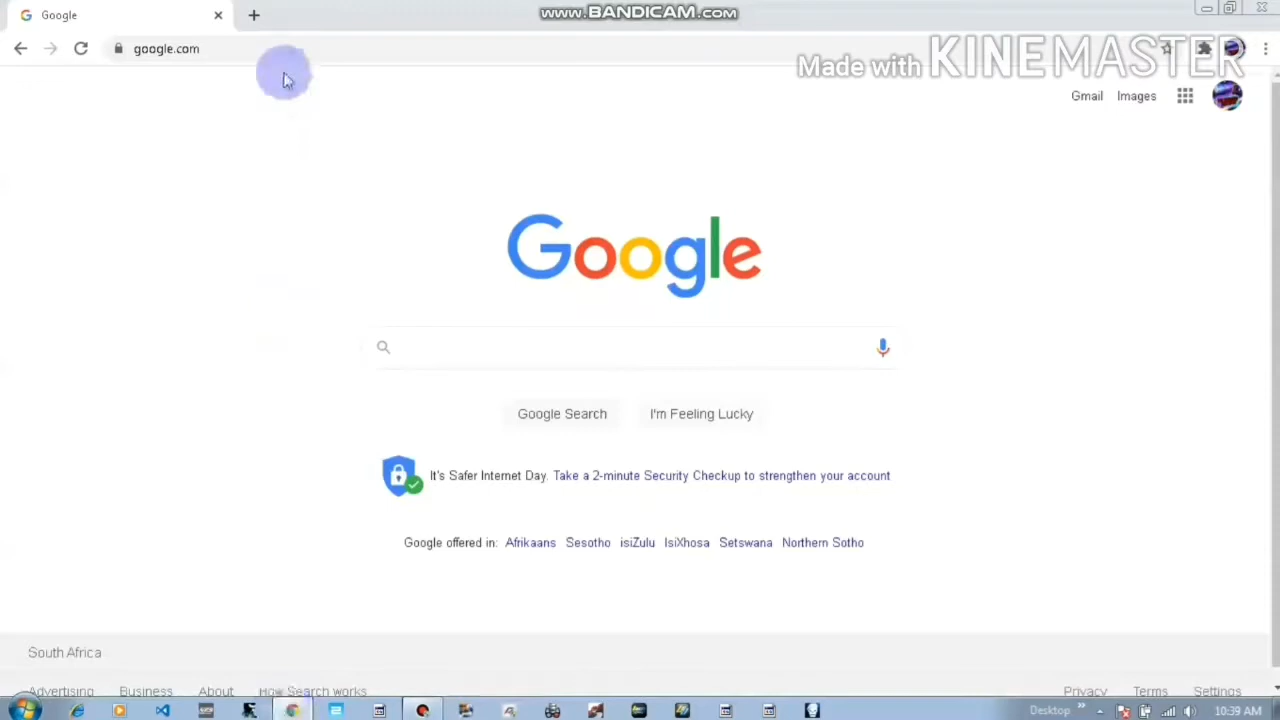 Google
www.BANDICAM.com
google.com
Made with KINEMASTER
Gmail Images
Google
Google Search I'm Feeling Lucky
It's Safer Internet Day. Take a 2-minute Security Checkup to strengthen your account
Google offered in: Afrikaans Sesotho isiZulu IsiXhosa Setswana Northern Sotho
South Africa
Advertising Business About How Search works Privacy Terms Settings
Desktop 10:39 AM